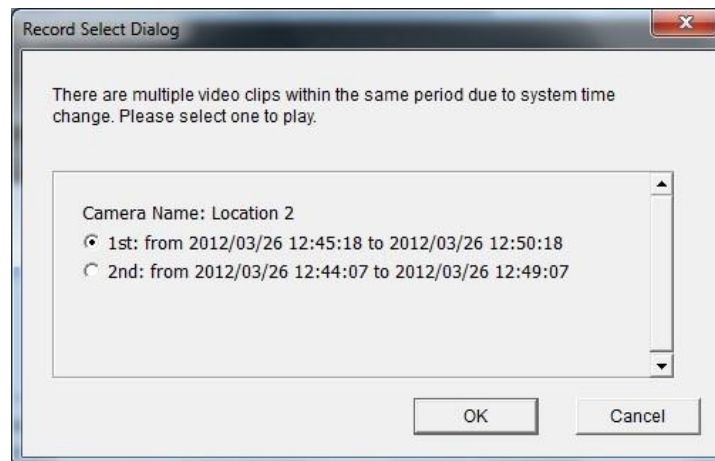 Record Select Dialog
There are multiple video clips within the same period due to system time
change. Please select one to play.
Camera Name: Location 2
1st: from 2012/03/26 12:45:18 to 2012/03/26 12:50:18
2nd: from 2012/03/26 12:44:07 to 2012/03/26 12:49:07
OK
Cancel